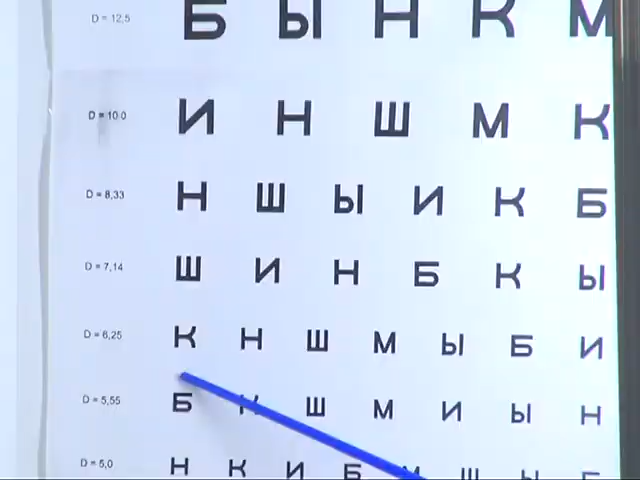 D = 12,5 Б Ы Н К М
D = 10 0 И Н Ш М К
D = 8,33 Н Ш Ы И К Б
D = 7,14 Ш И Н Б К Ы
D = 6,25 К Н Ш М Ы Б И
D = 5,55 Б К Ш М И Ы Н
D = 5,0 Н К И Б М Ш Ы Б